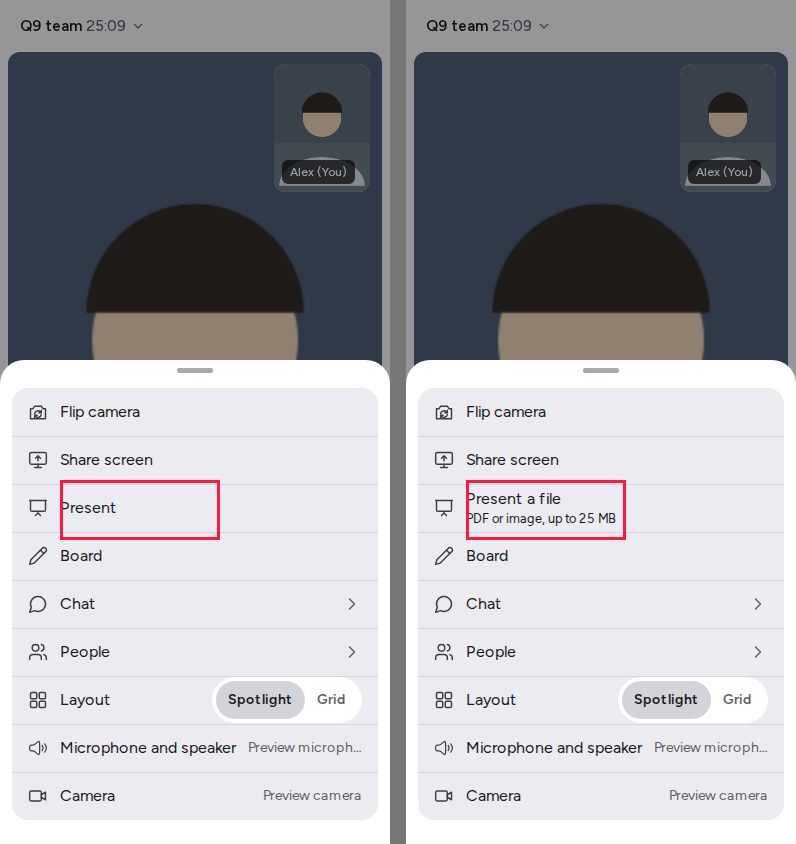 Q9 team 25:09
Alex (You)
Flip camera
Share screen
Present
Board
Chat
People
Layout Spotlight Grid
Microphone and speaker Preview microph...
Camera Preview camera
Q9 team 25:09
Alex (You)
Flip camera
Share screen
Present a file
PDF or image, up to 25 MB
Board
Chat
People
Layout Spotlight Grid
Microphone and speaker Preview microph...
Camera Preview camera